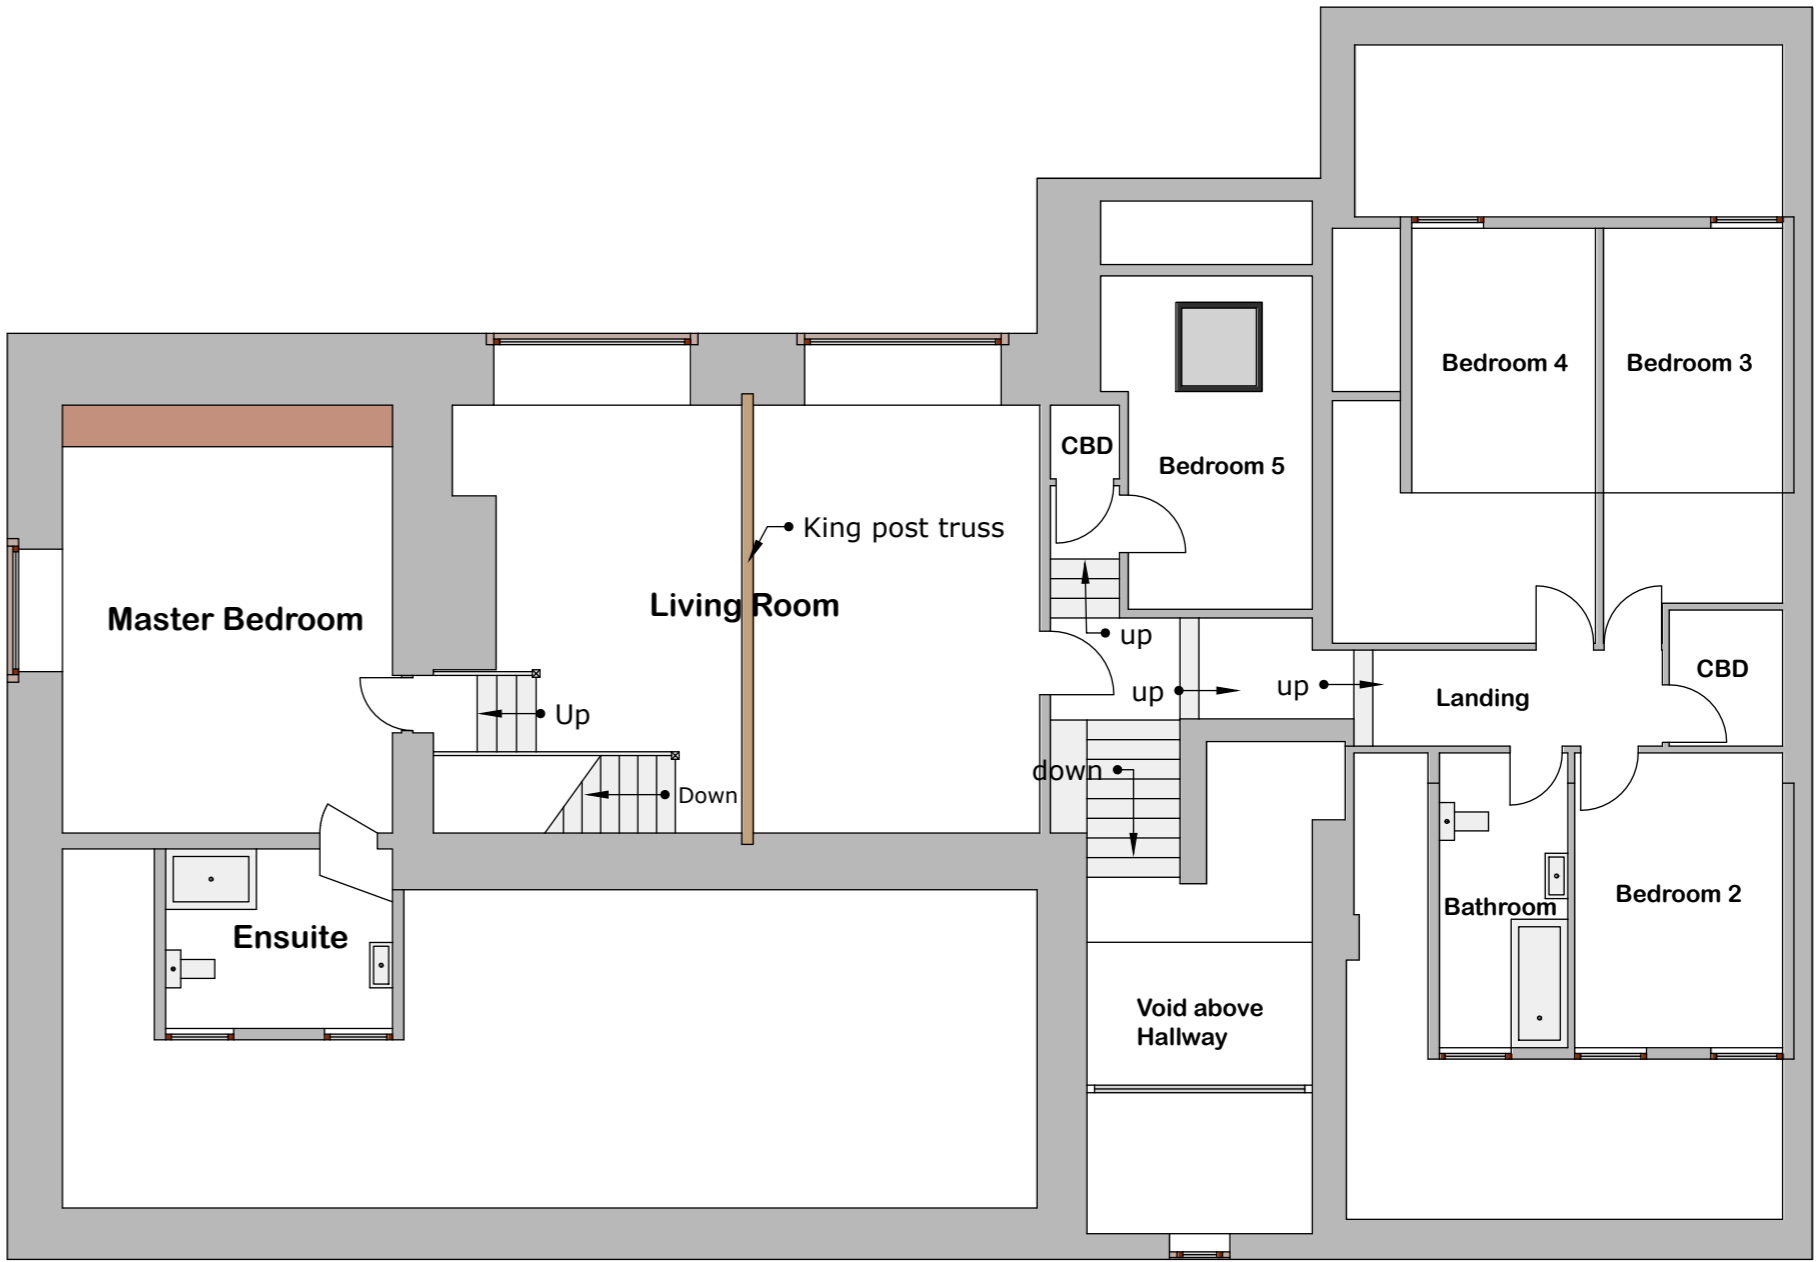 Bedroom 4
Bedroom 3
CBD
Bedroom 5
King post truss
Master Bedroom
Living Room
up
CBD
up
up
Landing
Up
down
Down
Bedroom 2
Bathroom
Ensuite
Void above
Hallway